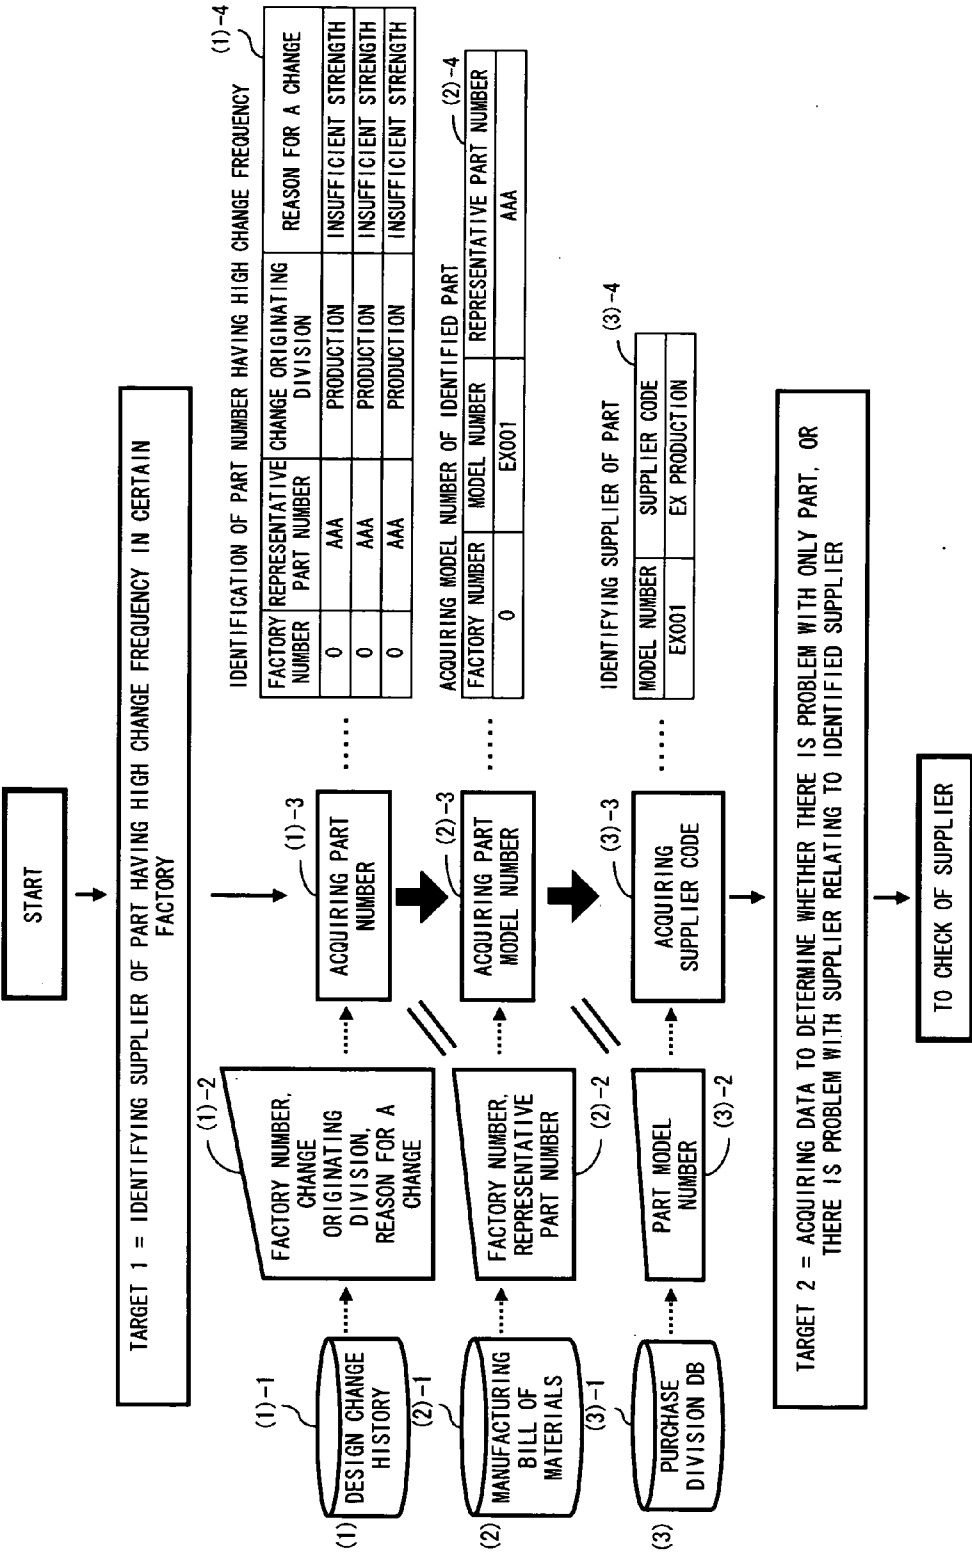 START
TARGET 1 = IDENTIFYING SUPPLIER OF PART HAVING HIGH CHANGE FREQUENCY IN CERTAIN
FACTORY
(1)
(1)-1
DESIGN CHANGE
HISTORY
(1)-2
FACTORY NUMBER,
CHANGE
ORIGINATING
DIVISION,
REASON FOR A
CHANGE
(1)-3
ACQUIRING PART
NUMBER
IDENTIFICATION OF PART NUMBER HAVING HIGH CHANGE FREQUENCY
(1)-4
FACTORY NUMBER REPRESENTATIVE PART NUMBER CHANGE ORIGINATING DIVISION REASON FOR A CHANGE
0 AAA PRODUCTION INSUFFICIENT STRENGTH
0 AAA PRODUCTION INSUFFICIENT STRENGTH
0 AAA PRODUCTION INSUFFICIENT STRENGTH
(2)
(2)-1
MANUFACTURING
BILL OF
MATERIALS
FACTORY NUMBER,
REPRESENTATIVE
PART NUMBER
(2)-2
(2)-3
ACQUIRING PART
MODEL NUMBER
ACQUIRING MODEL NUMBER OF IDENTIFIED PART
(2)-4
FACTORY NUMBER MODEL NUMBER REPRESENTATIVE PART NUMBER
0 EX001 AAA
(3)
(3)-1
PURCHASE
DIVISION DB
PART MODEL
NUMBER
(3)-2
(3)-3
ACQUIRING
SUPPLIER CODE
IDENTIFYING SUPPLIER OF PART
(3)-4
MODEL NUMBER SUPPLIER CODE
EX001 EX PRODUCTION
TARGET 2 = ACQUIRING DATA TO DETERMINE WHETHER THERE IS PROBLEM WITH ONLY PART, OR
THERE IS PROBLEM WITH SUPPLIER RELATING TO IDENTIFIED SUPPLIER
TO CHECK OF SUPPLIER